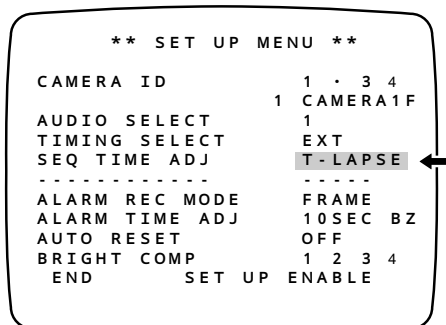 ** SET UP MENU **
CAMERA ID 1 · 3 4
1 CAMERA1F
AUDIO SELECT 1
TIMING SELECT EXT
SEQ TIME ADJ T-LAPSE
- - - - - - - - - - - - - - - - -
ALARM REC MODE FRAME
ALARM TIME ADJ 10SEC BZ
AUTO RESET OFF
BRIGHT COMP 1 2 3 4
END SET UP ENABLE